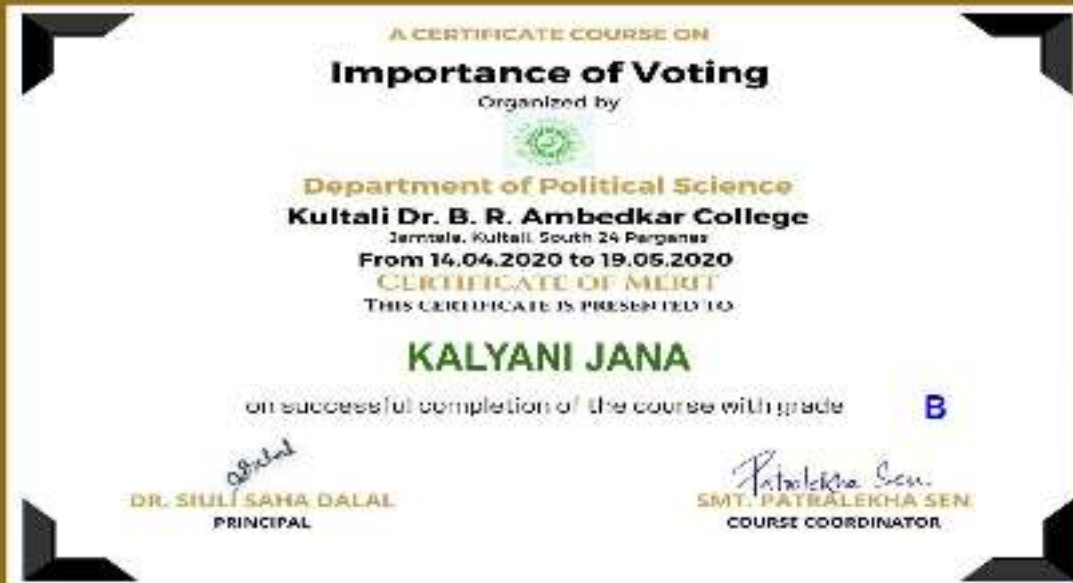 A CERTIFICATE COURSE ON
Importance of Voting
Organized by
Department of Political Science
Kultali Dr. B. R. Ambedkar College
Jamtala, Kultali, South 24 Parganas
From 14.04.2020 to 19.05.2020
CERTIFICATE OF MERIT
THIS CERTIFICATE IS PRESENTED TO
KALYANI JANA
on successful completion of the course with grade B
Patralekha Sen.
DR. SIULI SAHA DALAL
SMT. PATRALEKHA SEN
PRINCIPAL
COURSE COORDINATOR